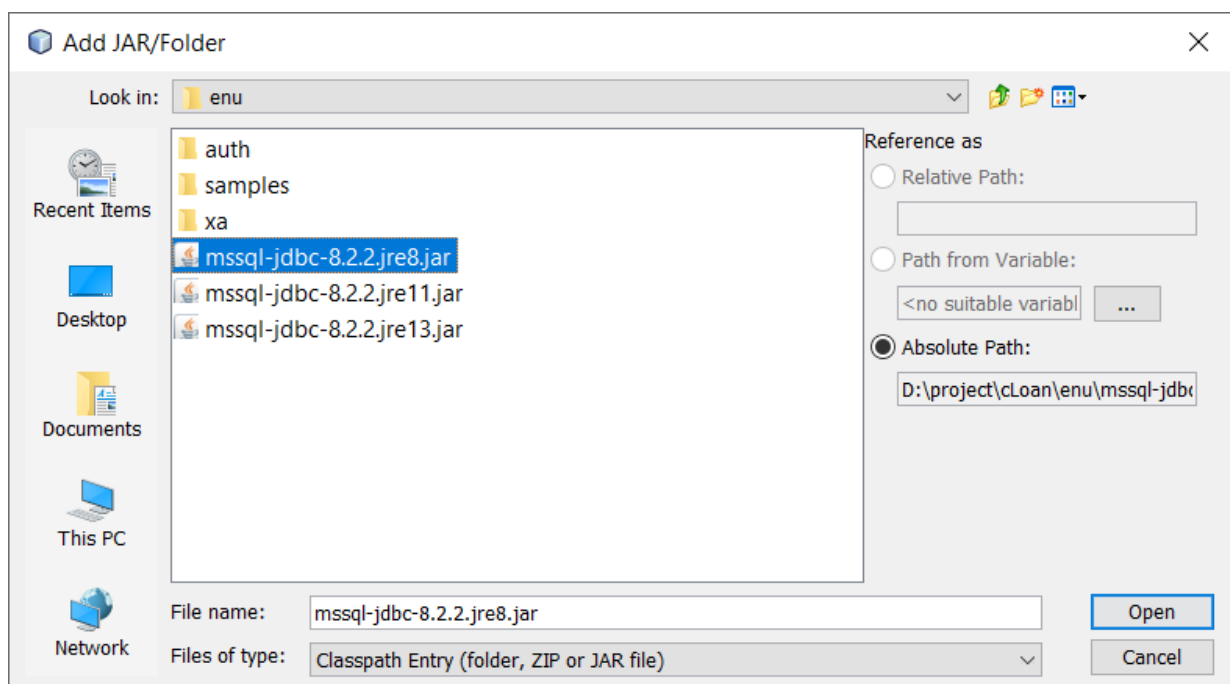 Add JAR/Folder
Look in:
enu
Recent Items
Desktop
Documents
This PC
Network
auth
samples
xa
mssql-jdbc-8.2.2.jre8.jar
mssql-jdbc-8.2.2.jre11.jar
mssql-jdbc-8.2.2.jre13.jar
Reference as
Relative Path:
Path from Variable:
<no suitable variabl
...
Absolute Path:
D:\project\cLoan\enu\mssql-jdbc
File name:
mssql-jdbc-8.2.2.jre8.jar
Open
Files of type:
Classpath Entry (folder, ZIP or JAR file)
Cancel